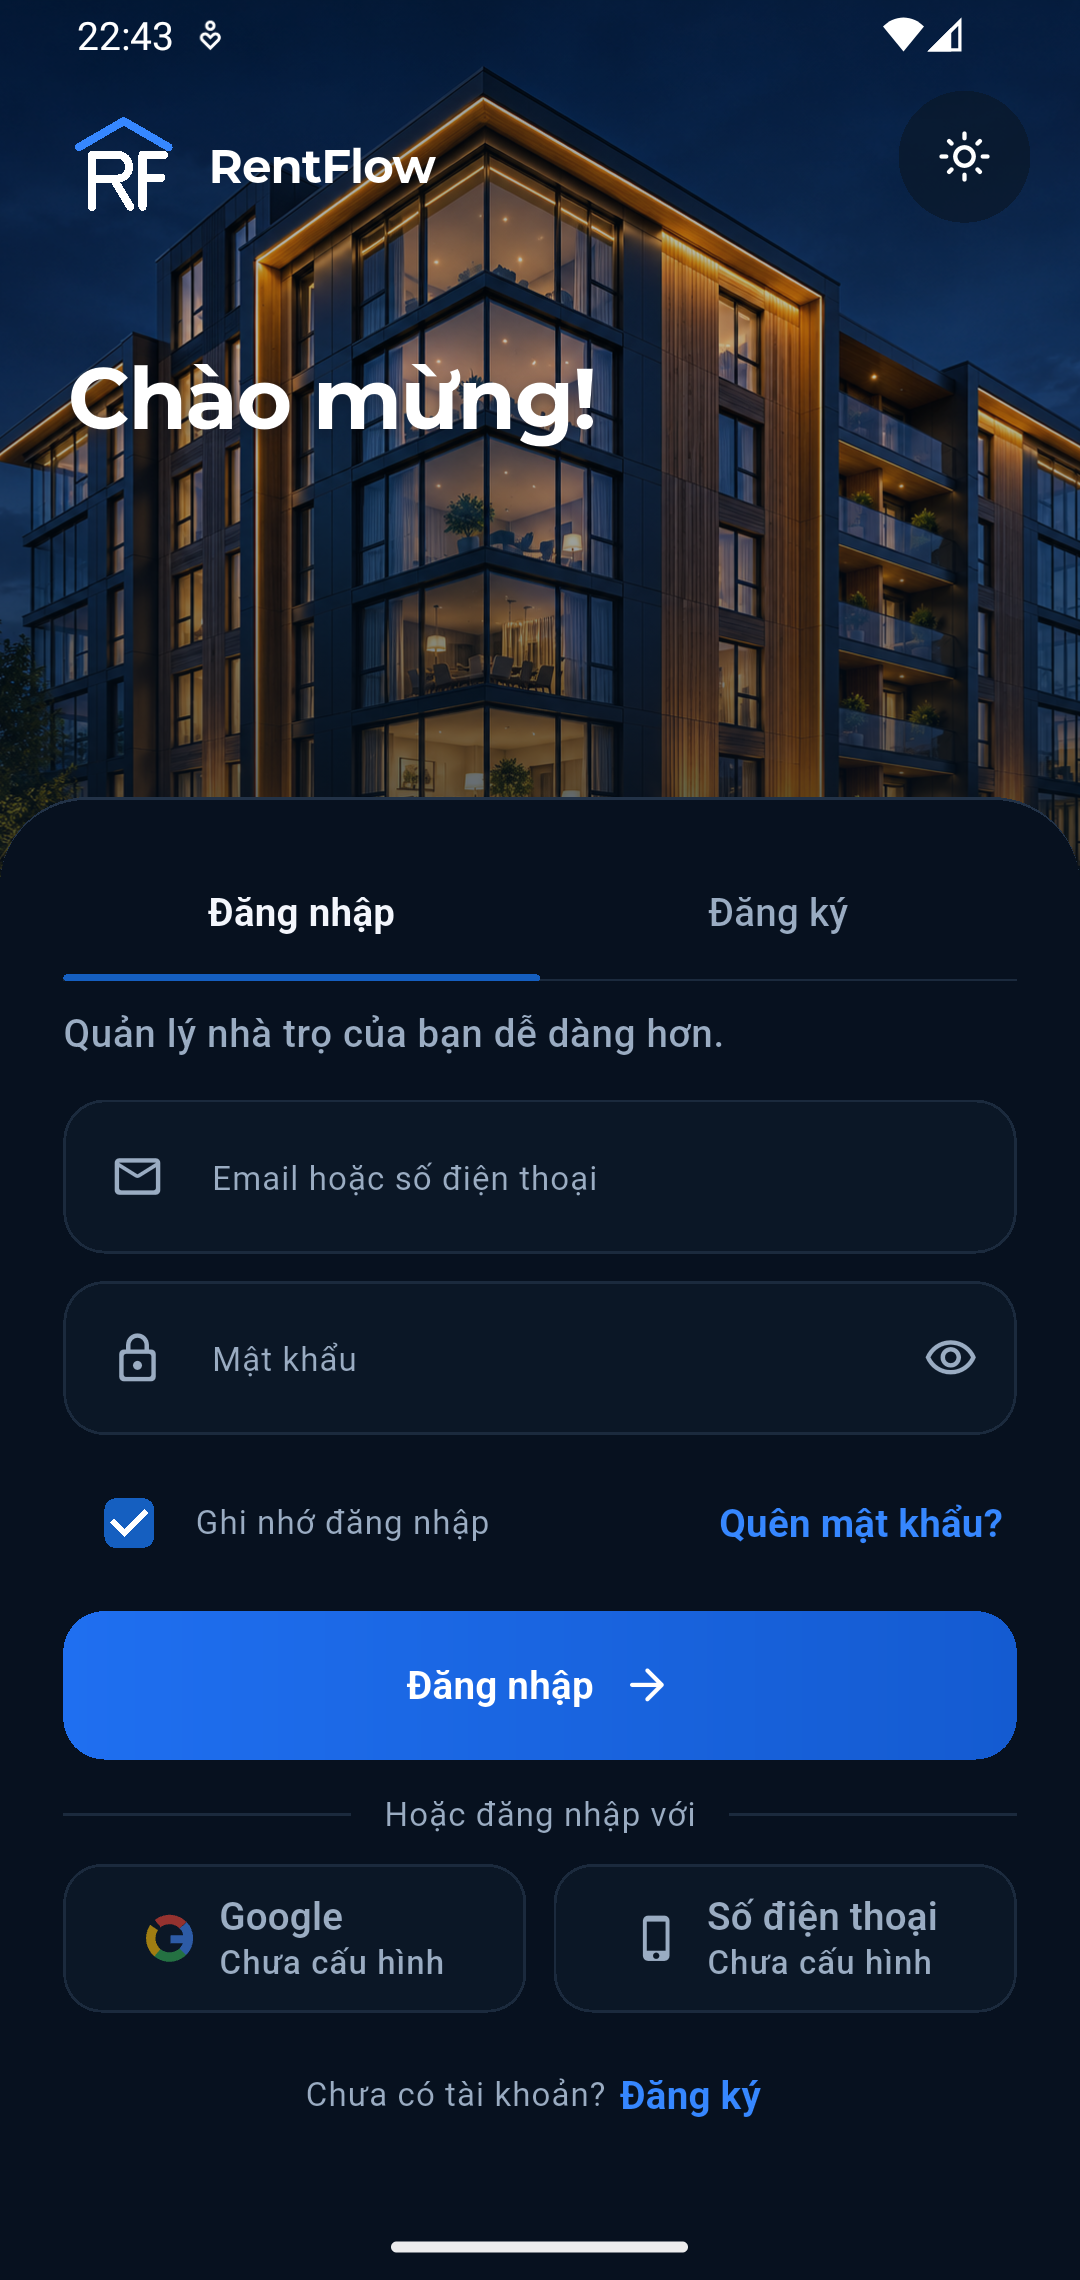 22:43
RF
RentFlow
Chào mừng!
Đăng nhập
Đăng ký
Quản lý nhà trọ của bạn dễ dàng hơn.
Email hoặc số điện thoại
Mật khẩu
Ghi nhớ đăng nhập
Quên mật khẩu?
Đăng nhập
Hoặc đăng nhập với
Google
Chưa cấu hình
Số điện thoại
Chưa cấu hình
Chưa có tài khoản? Đăng ký